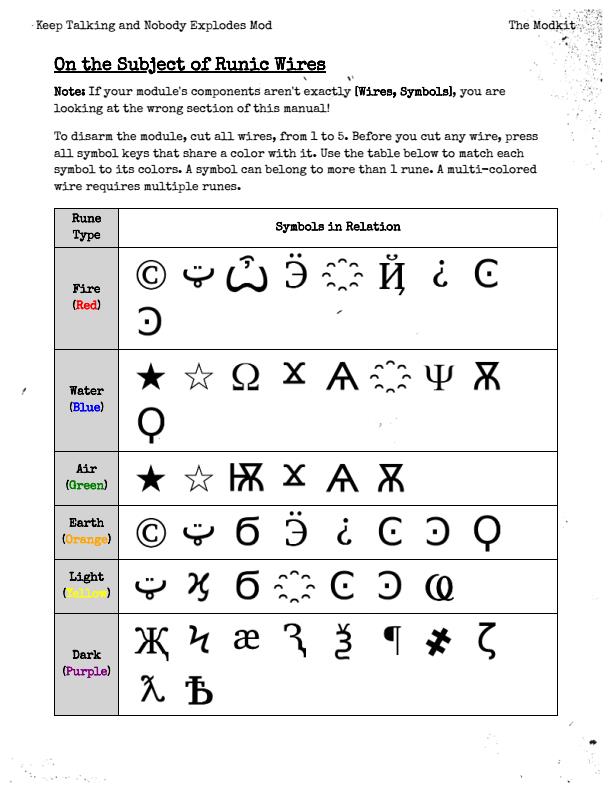 Keep Talking and Nobody Explodes Mod
The Modkit
On the Subject of Runic Wires
Note: If your module's components aren't exactly [Wires, Symbols], you are
looking at the wrong section of this manual!
To disarm the module, cut all wires, from 1 to 5. Before you cut any wire, press
all symbol keys that share a color with it. Use the table below to match each
symbol to its colors. A symbol can belong to more than 1 rune. A multi-colored
wire requires multiple runes.
Rune
Type
Symbols in Relation
Fire
(Red)
© ټ Ѽ Ӭ ҈ Ҋ ¿ Ͼ
Ͽ
Water
(Blue)
★ ☆ Ω Ϫ Ѧ ҈ Ψ Ѫ
Ϙ
Air
(Green)
★ ☆ Ѭ Ϫ Ѧ Ѫ
Earth
(Orange)
© ټ б Ӭ ¿ Ͼ Ͽ Ϙ
Light
(Yellow)
ټ ϗ б ҈ Ͼ Ͽ ҩ
Dark
(Purple)
Җ Ϟ æ Ԇ Ѯ ¶ ҂ ζ
ƛ Ѣ